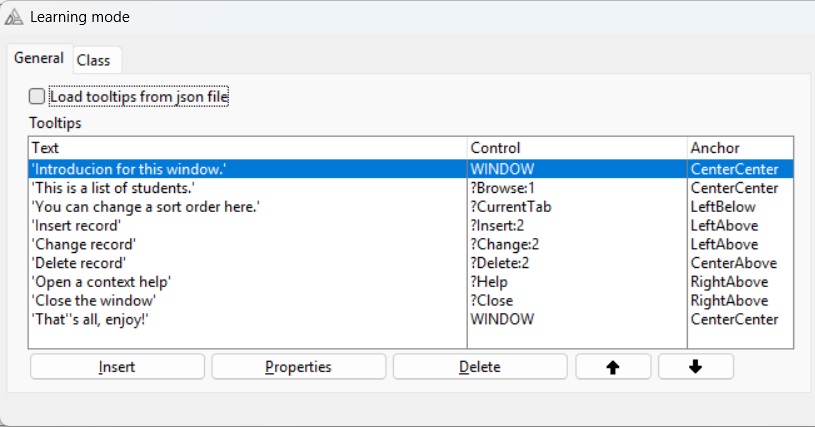 Learning mode
General Class
Load tooltips from json file
Tooltips
Text Control Anchor
'Introducion for this window.' WINDOW CenterCenter
'This is a list of students.' ?Browse:1 CenterCenter
'You can change a sort order here.' ?CurrentTab LeftBelow
'Insert record' ?Insert:2 LeftAbove
'Change record' ?Change:2 LeftAbove
'Delete record' ?Delete:2 CenterAbove
'Open a context help' ?Help RightAbove
'Close the window' ?Close RightAbove
'That''s all, enjoy!' WINDOW CenterCenter
Insert Properties Delete